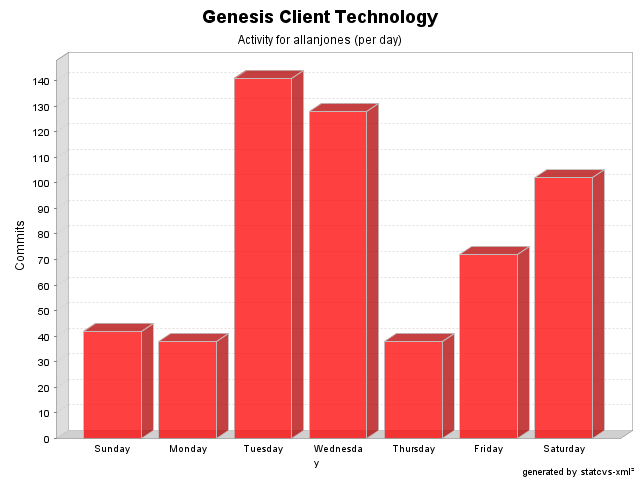 Genesis Client Technology
Activity for allanjones (per day)
140
130
120
110
100
90
80
70
60
50
40
30
20
10
0
Commits
Sunday Monday Tuesday Wednesda Thursday Friday Saturday
y
generated by statcvs-xml²